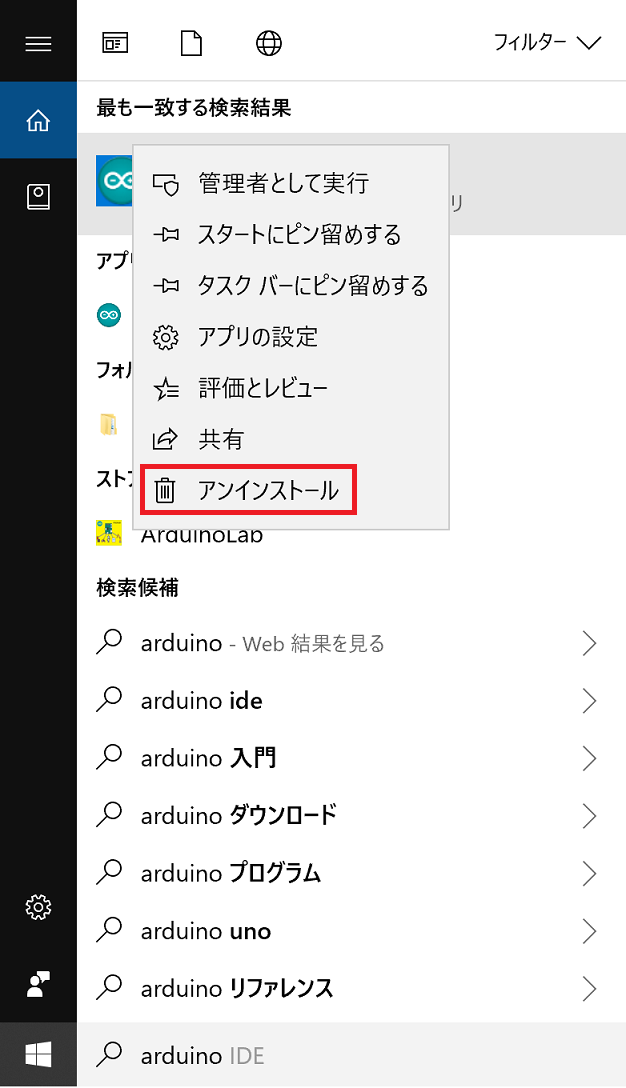 フィルター
最も一致する検索結果
管理者として実行
スタートにピン留めする
タスク バーにピン留めする
アプリの設定
評価とレビュー
共有
アンインストール
リ
アプ
フォル
スト
ArduinoLab
検索候補
arduino - Web 結果を見る
arduino ide
arduino 入門
arduino ダウンロード
arduino プログラム
arduino uno
arduino リファレンス
arduino IDE